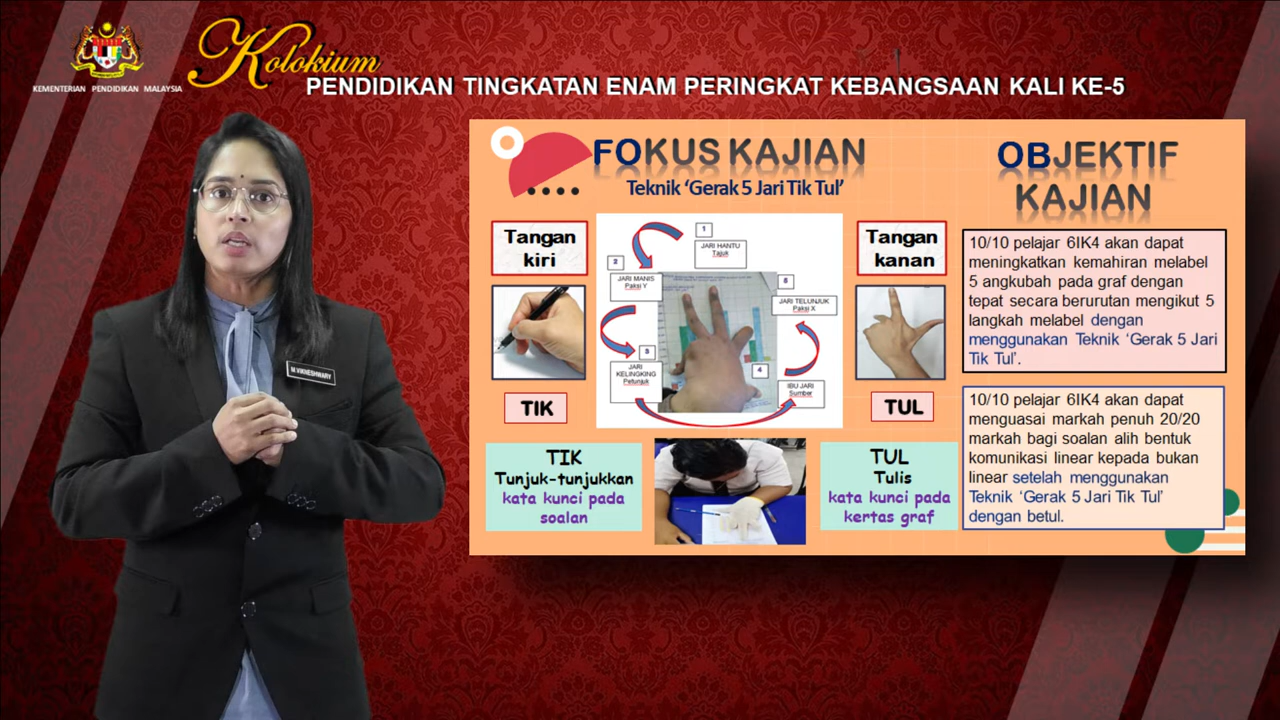 Kolokium
KEMENTERIAN PENDIDIKAN MALAYSIA
PENDIDIKAN TINGKATAN ENAM PERINGKAT KEBANGSAAN KALI KE-5
M.VIKNESHWARY
FOKUS KAJIAN
Teknik ‘Gerak 5 Jari Tik Tul’
Tangan
kiri
TIK
1
JARI HANTU
Tajuk
2
JARI MANIS
Paksi Y
3
JARI
KELINGKING
Petunjuk
4
IBU JARI
Sumber
5
JARI TELUNJUK
Paksi X
Tangan
kanan
TUL
TIK
Tunjuk-tunjukkan
kata kunci pada
soalan
TUL
Tulis
kata kunci pada
kertas graf
OBJEKTIF
KAJIAN
10/10 pelajar 6IK4 akan dapat
meningkatkan kemahiran melabel
5 angkubah pada graf dengan
tepat secara berurutan mengikut 5
langkah melabel dengan
menggunakan Teknik ‘Gerak 5 Jari
Tik Tul’.
10/10 pelajar 6IK4 akan dapat
menguasai markah penuh 20/20
markah bagi soalan alih bentuk
komunikasi linear kepada bukan
linear setelah menggunakan
Teknik ‘Gerak 5 Jari Tik Tul’
dengan betul.